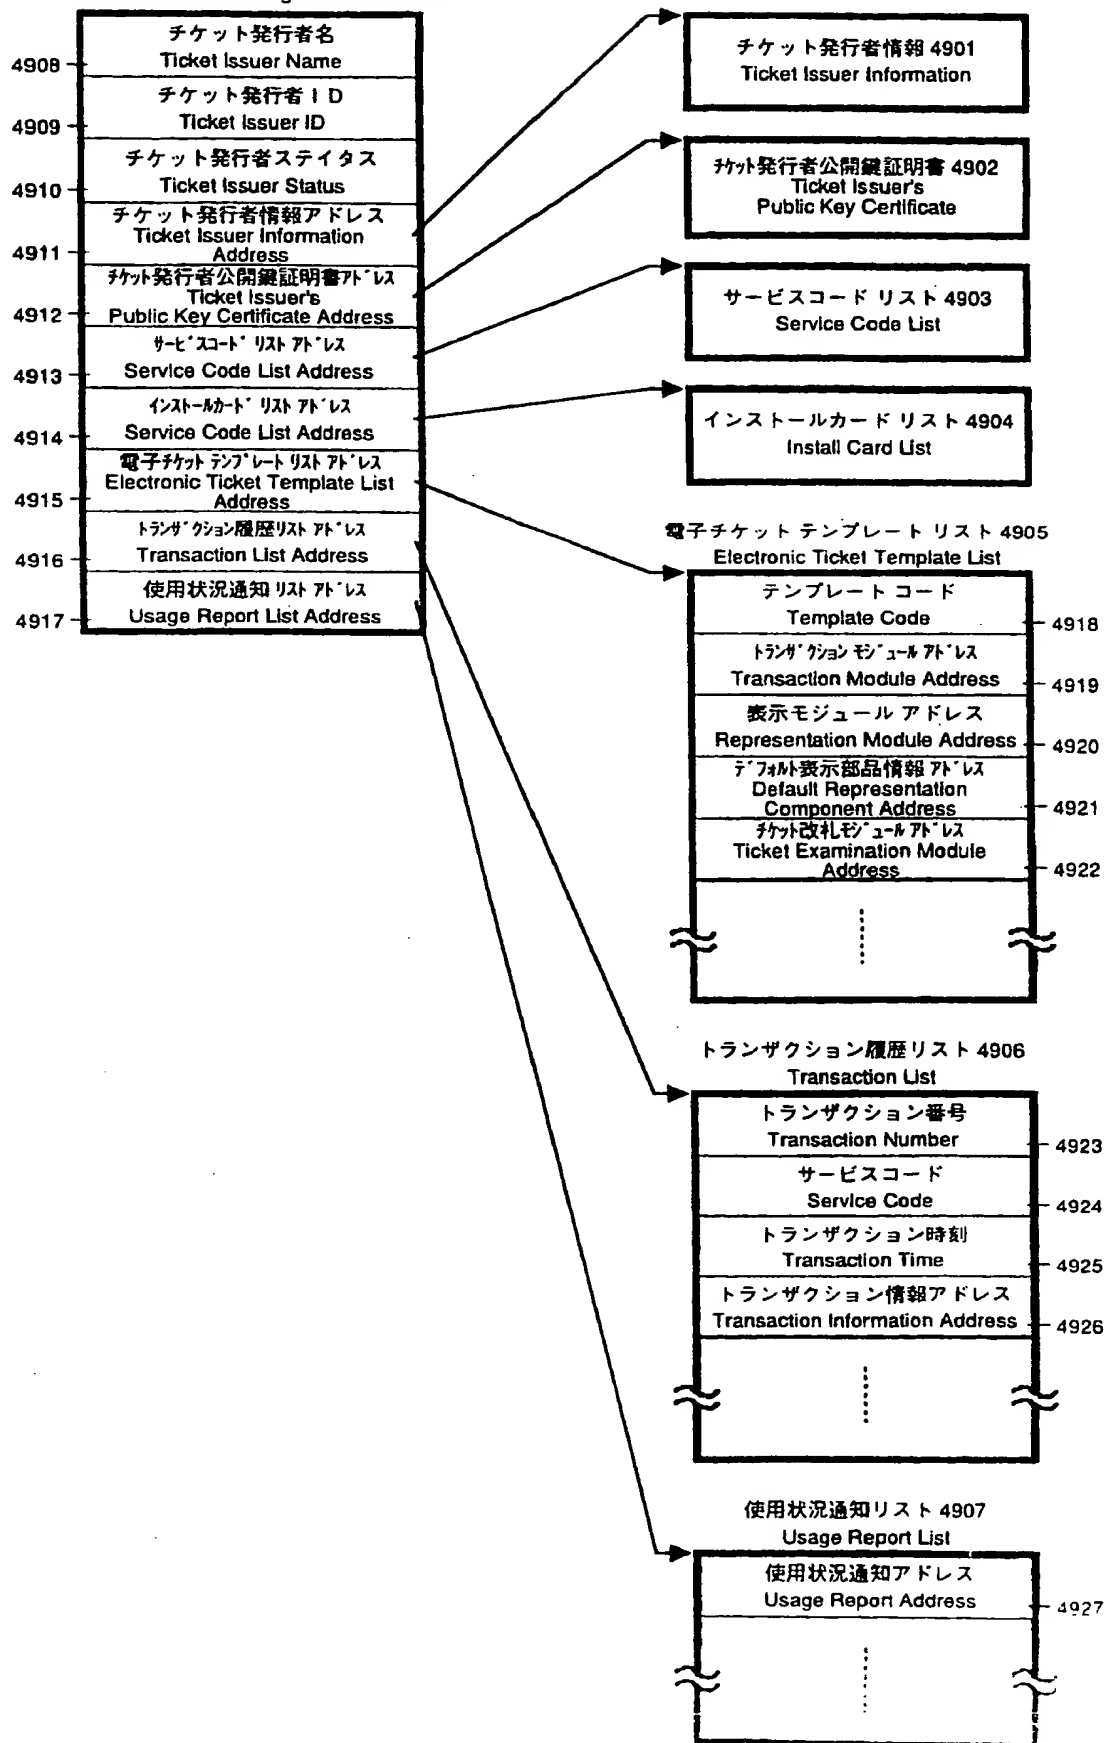 チケット発行者名
4908
Ticket Issuer Name
チケット発行者ID
4909
Ticket Issuer ID
チケット発行者ステイタス
4910
Ticket Issuer Status
チケット発行者情報アドレス
Ticket Issuer Information
4911
Address
チケット発行者公開鍵証明書アドレス
Ticket Issuer's
4912
Public Key Certificate Address
サービスコード リスト アドレス
4913
Service Code List Address
インストールカード リスト アドレス
4914
Service Code List Address
電子チケット テンプレート リスト アドレス
Electronic Ticket Template List
4915
Address
トランザクション履歴リスト アドレス
4916
Transaction List Address
使用状況通知 リスト アドレス
4917
Usage Report List Address
チケット発行者情報 4901
Ticket Issuer Information
チケット発行者公開鍵証明書 4902
Ticket Issuer's
Public Key Certificate
サービスコード リスト 4903
Service Code List
インストールカード リスト 4904
Install Card List
電子チケット テンプレート リスト 4905
Electronic Ticket Template List
テンプレート コード
Template Code
4918
トランザクション モジュール アドレス
Transaction Module Address
4919
表示モジュール アドレス
Representation Module Address
4920
デフォルト表示部品情報 アドレス
Default Representation
Component Address
4921
チケット改札モジュール アドレス
Ticket Examination Module
Address
4922
トランザクション履歴リスト 4906
Transaction List
トランザクション番号
Transaction Number
4923
サービスコード
Service Code
4924
トランザクション時刻
Transaction Time
4925
トランザクション情報アドレス
Transaction Information Address
4926
使用状況通知リスト 4907
Usage Report List
使用状況通知アドレス
Usage Report Address
4927